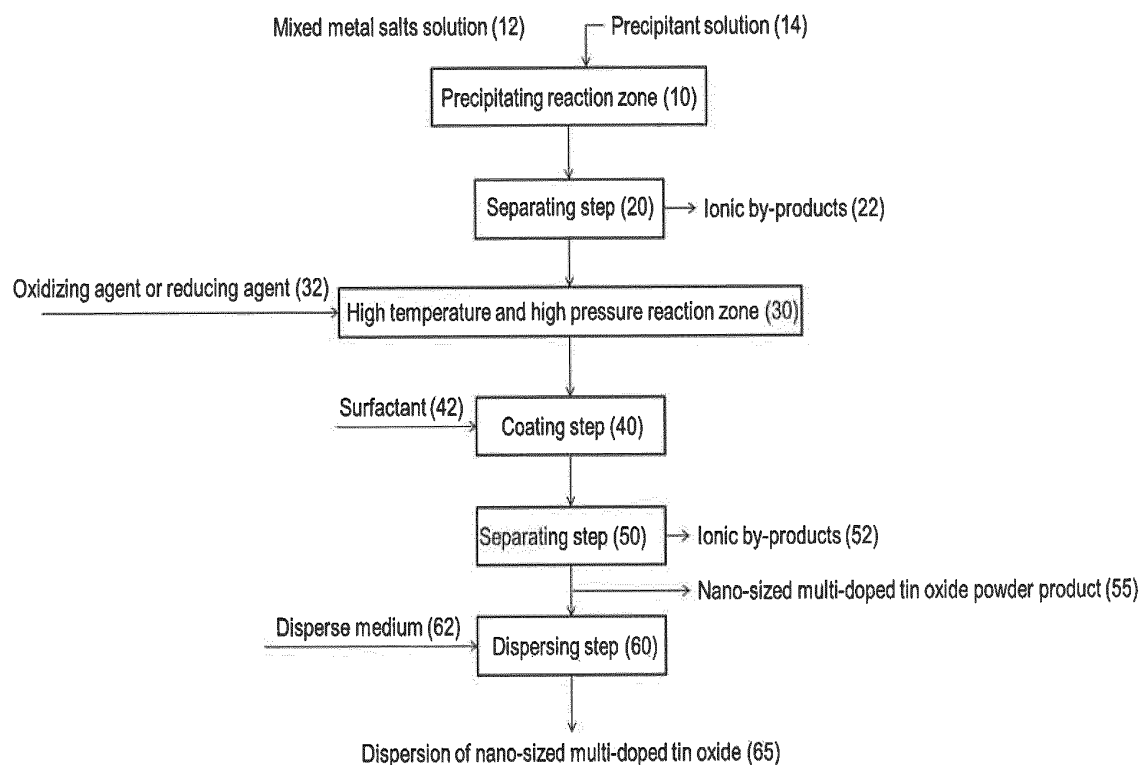 Mixed metal salts solution (12)
Precipitant solution (14)
Precipitating reaction zone (10)
Separating step (20)
Ionic by-products (22)
Oxidizing agent or reducing agent (32)
High temperature and high pressure reaction zone (30)
Surfactant (42)
Coating step (40)
Separating step (50)
Ionic by-products (52)
Nano-sized multi-doped tin oxide powder product (55)
Disperse medium (62)
Dispersing step (60)
Dispersion of nano-sized multi-doped tin oxide (65)